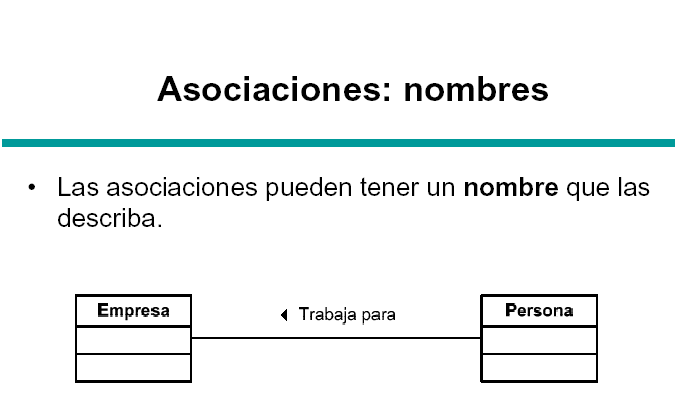 Asociaciones: nombres
• Las asociaciones pueden tener un nombre que las
describa.
Empresa
◀ Trabaja para
Persona